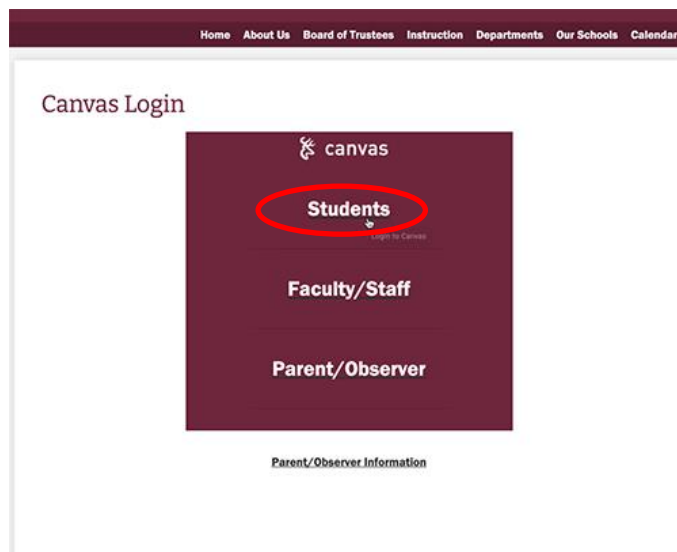 Home About Us Board of Trustees Instruction Departments Our Schools Calendar
Canvas Login
canvas
Students
Login to Canvas
Faculty/Staff
Parent/Observer
Parent/Observer Information